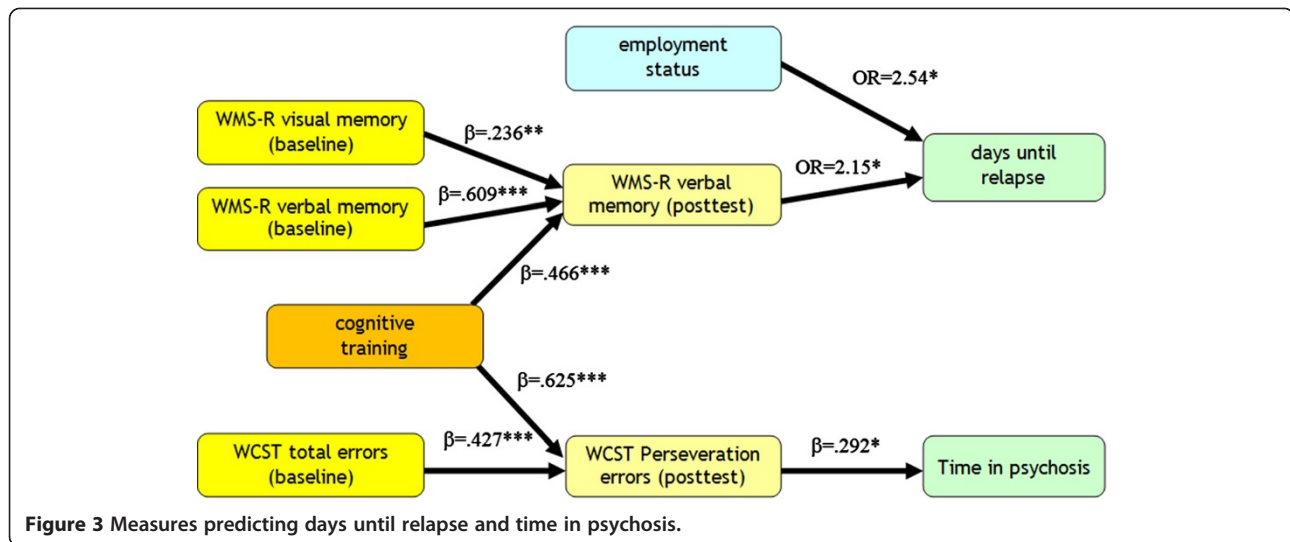 employment
status
OR=2.54*
WMS-R visual memory
(baseline)
β=.236**
days until
relapse
WMS-R verbal
memory (posttest)
OR=2.15*
WMS-R verbal memory
(baseline)
β=.609***
β=.466***
cognitive
training
β=.625***
WCST total errors
(baseline)
β=.427***
WCST Perseveration
errors (posttest)
β=.292*
Time in psychosis
Figure 3 Measures predicting days until relapse and time in psychosis.